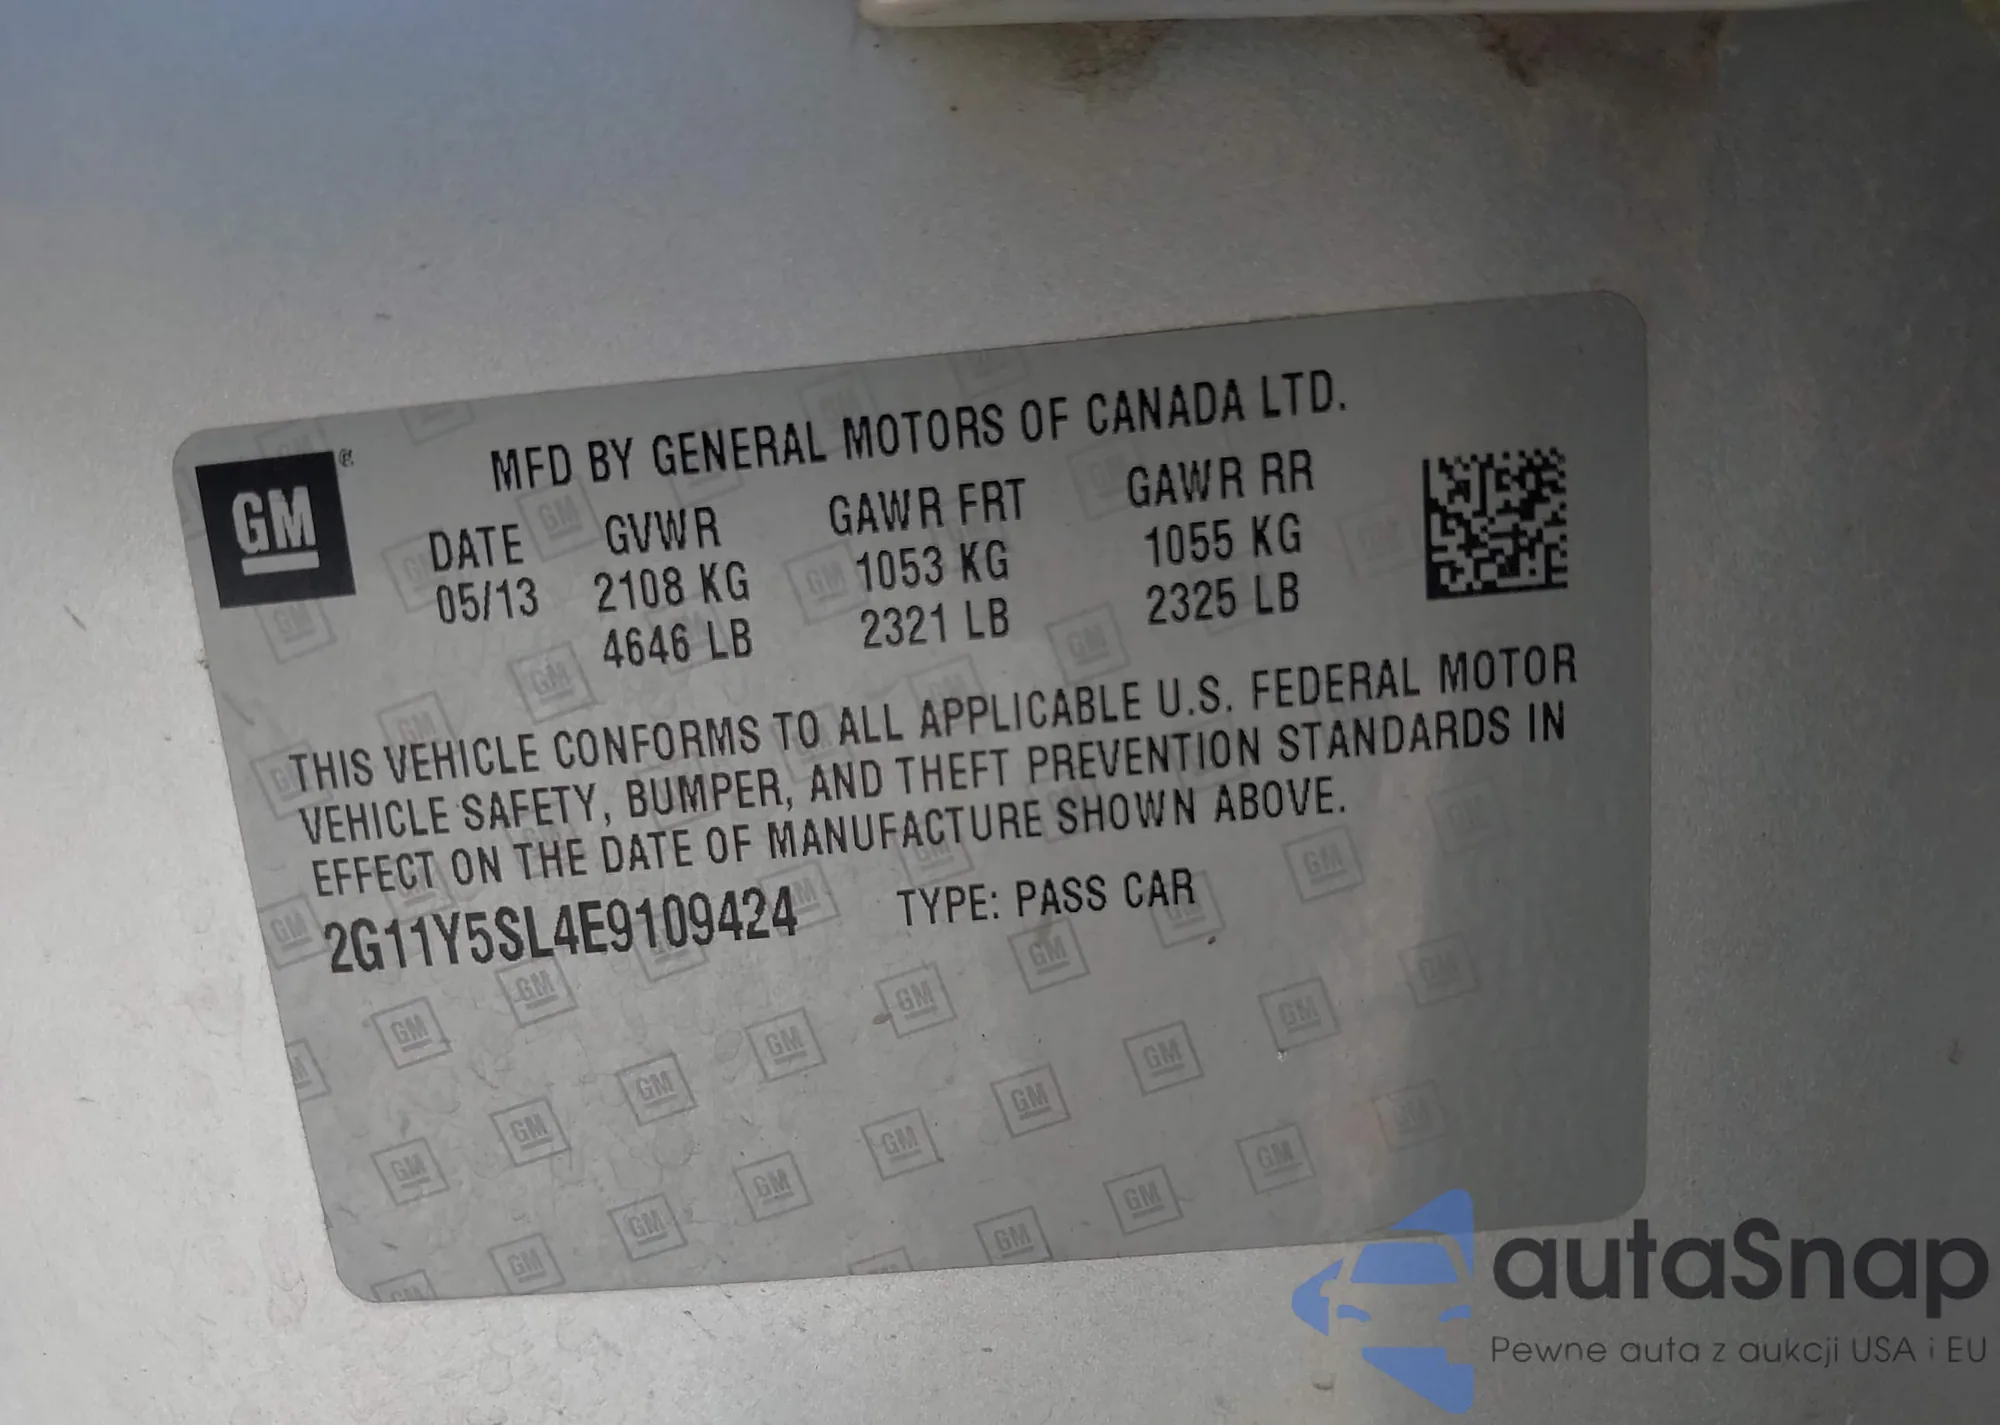 GM
MFD BY GENERAL MOTORS OF CANADA LTD.
DATE GVWR GAWR FRT GAWR RR
05/13 2108 KG 1053 KG 1055 KG
4646 LB 2321 LB 2325 LB
THIS VEHICLE CONFORMS TO ALL APPLICABLE U.S. FEDERAL MOTOR
VEHICLE SAFETY, BUMPER, AND THEFT PREVENTION STANDARDS IN
EFFECT ON THE DATE OF MANUFACTURE SHOWN ABOVE.
2G11Y5SL4E9109424 TYPE: PASS CAR
autaSnap
Pewne auta z aukcji USA i EU